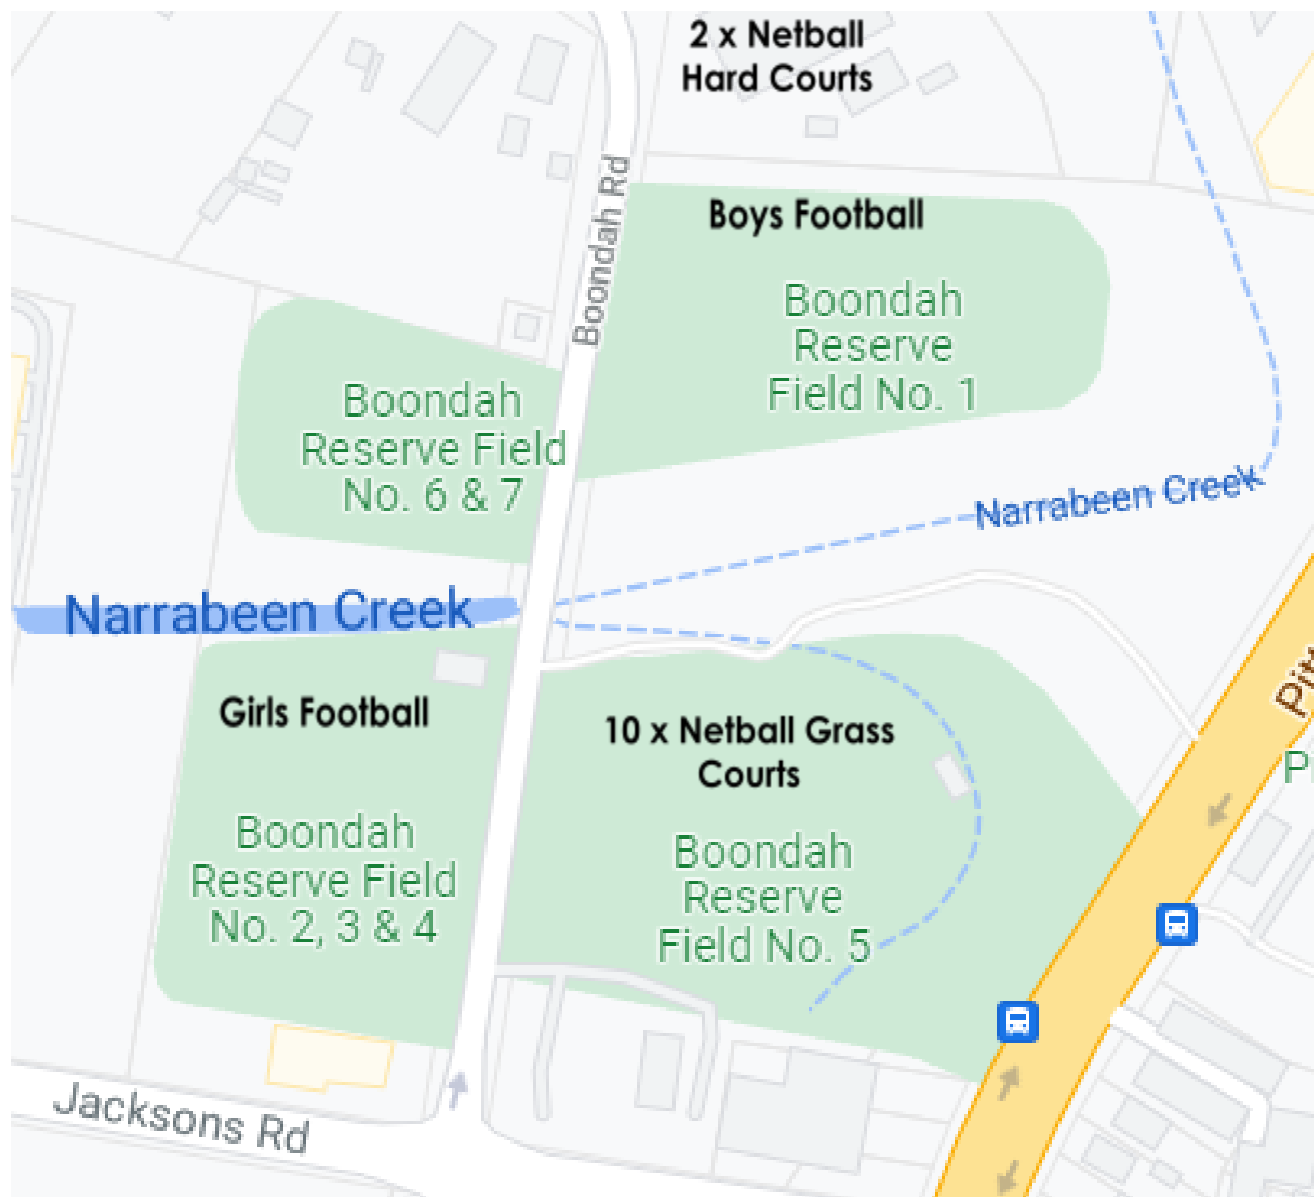 2 x Netball
Hard Courts
Boondah Rd
Boys Football
Boondah
Reserve
Field No. 1
Boondah
Reserve Field
No. 6 & 7
Narrabeen Creek
Narrabeen Creek
Girls Football
10 x Netball Grass
Courts
Boondah
Reserve Field
No. 2, 3 & 4
Boondah
Reserve
Field No. 5
Jacksons Rd